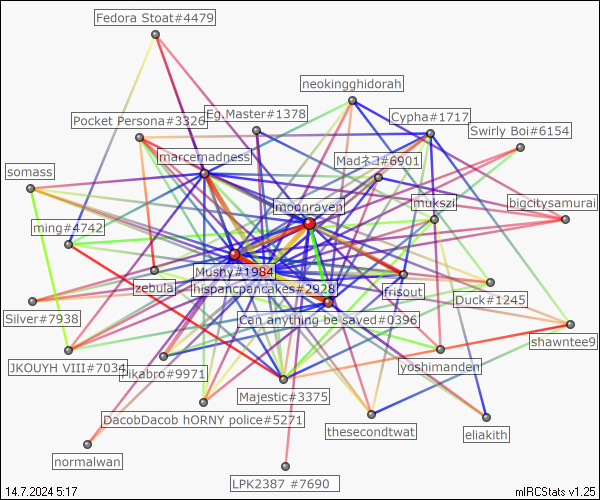 Fedora Stoat#4479
neokingghidorah
Pocket Persona#3326
Eg.Master#1378
Cypha#1717
Swirly Boi#6154
marcemadness
Madネコ#6901
somass
moonraven
mukszi
bigcitysamurai
ming#4742
Mushy#1984
zebula
hispancpancakes#2928
frisout
Duck#1245
Silver#7938
Can anything be saved#0396
shawntee9
JKOUYH VIII#7034
Pikabro#9971
yoshimanden
Majestic#3375
DacobDacob hORNY police#5271
thesecondtwat
eliakith
normalwan
LPK2387 #7690
14.7.2024 5:17
mIRCStats v1.25